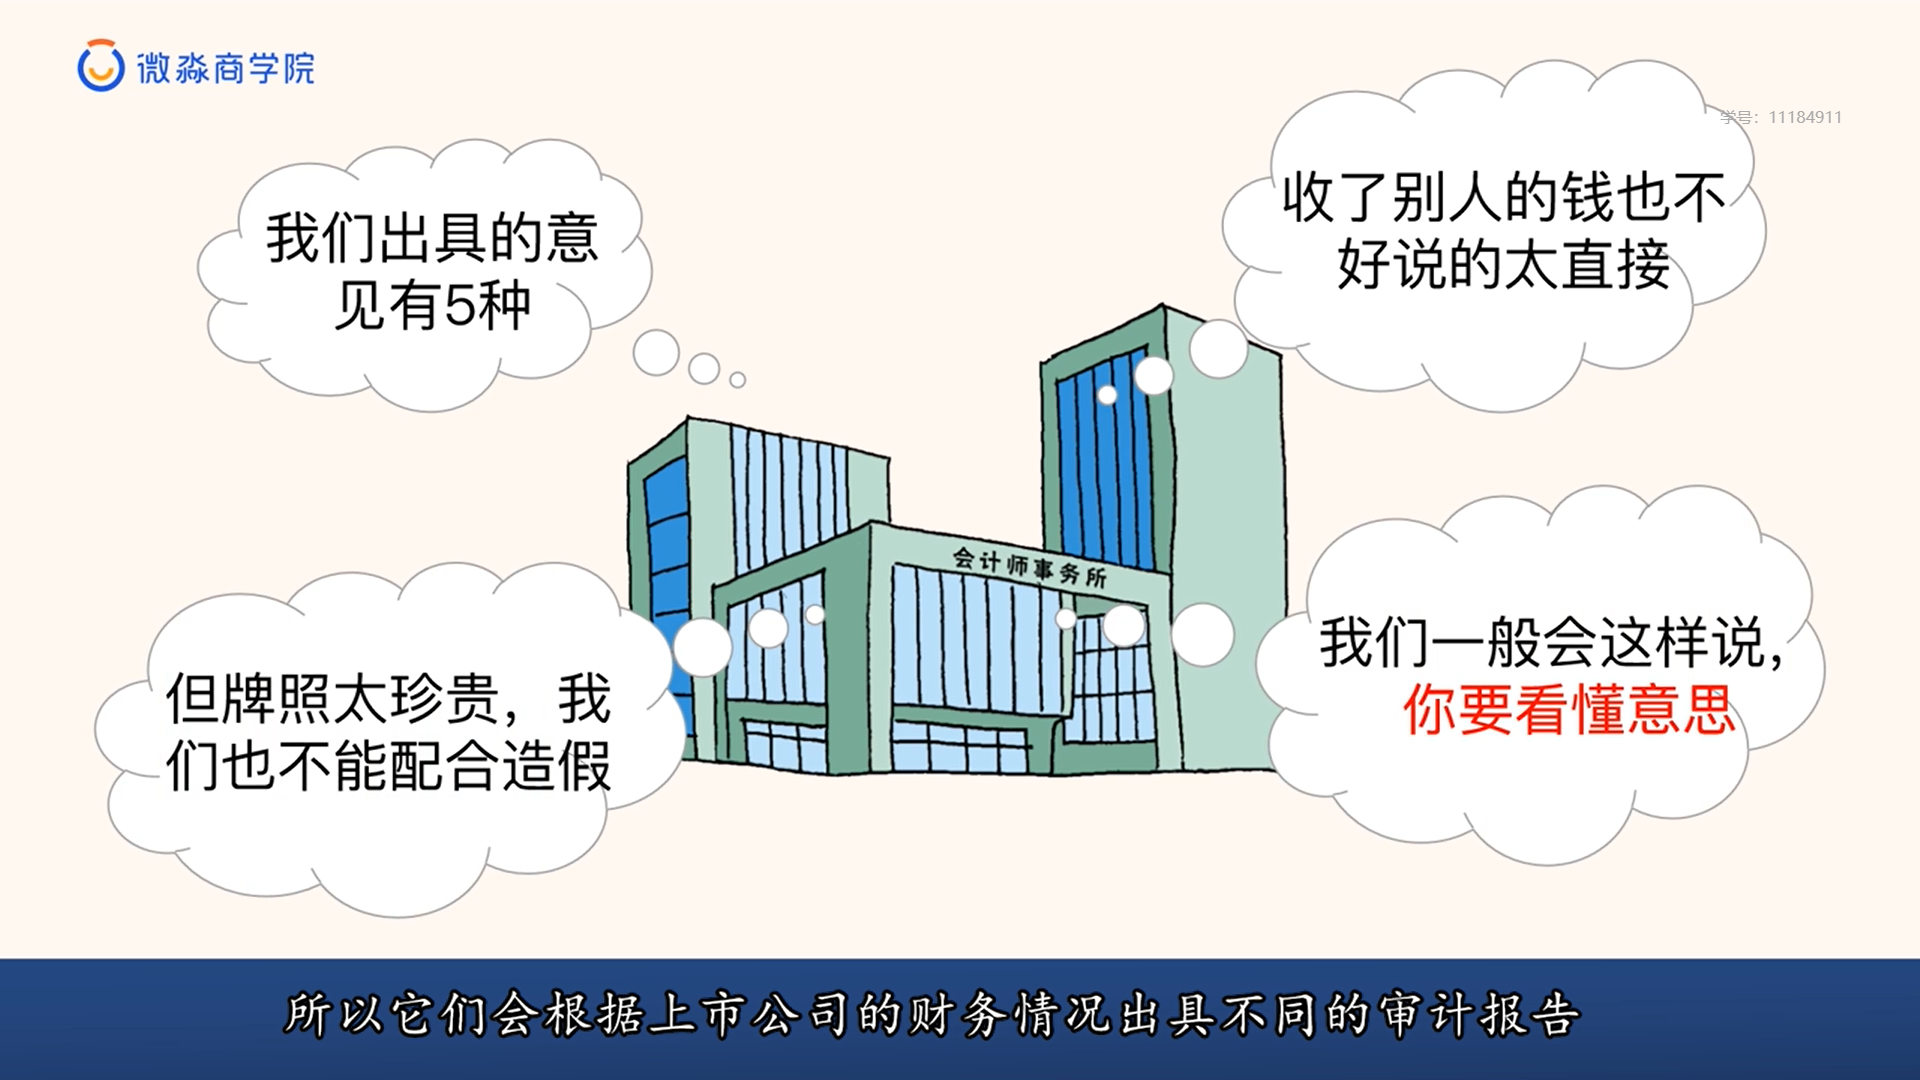 微淼商学院
学号：11184911
我们出具的意
见有5种
收了别人的钱也不
好说的太直接
会计师事务所
但牌照太珍贵，我
们也不能配合造假
我们一般会这样说，
你要看懂意思
所以它们会根据上市公司的财务情况出具不同的审计报告